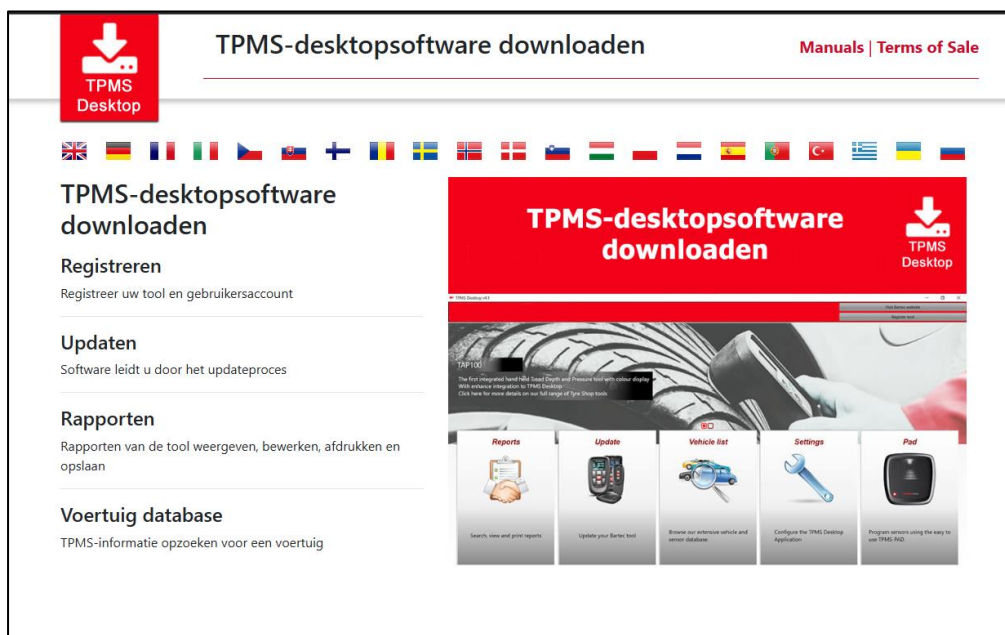 TPMS
Desktop
TPMS-desktopsoftware downloaden
Manuals | Terms of Sale
TPMS-desktopsoftware
downloaden
Registreren
Registreer uw tool en gebruikersaccount
Updaten
Software leidt u door het updateproces
Rapporten
Rapporten van de tool weergeven, bewerken, afdrukken en
opslaan
Voertuig database
TPMS-informatie opzoeken voor een voertuig
TPMS-desktopsoftware
downloaden
TPMS
Desktop
Visit Bartec website
Register tool
TAP100
The first integrated hand held Tread Depth and Pressure tool with colour display
With enhance integration to TPMS Desktop
Click here for more details on our full range of Tyre Shop tools
Reports
Search, view and print reports
Update
Update your Bartec tool
Vehicle list
Browse our extensive vehicle and
sensor database.
Settings
Configure the TPMS Desktop
Application
Pad
Program sensors using the easy to
use TPMS-PAD.